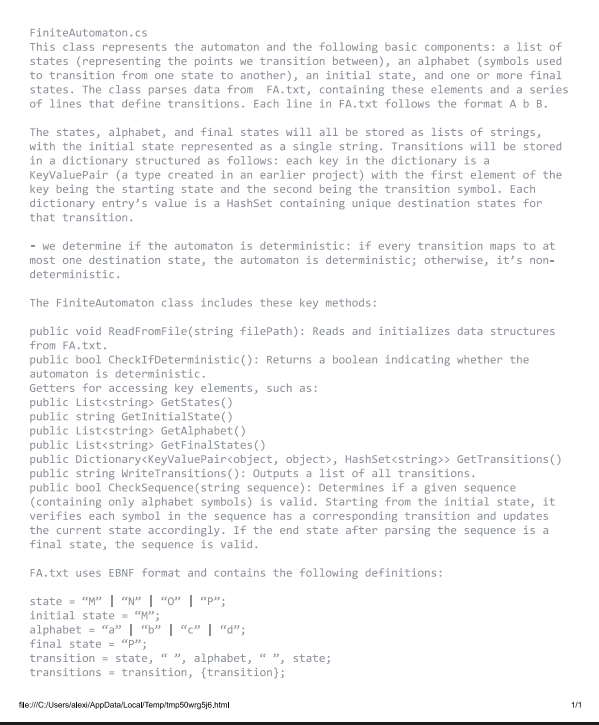 FiniteAutomaton.cs
This class represents the automaton and the following basic components: a list of
states (representing the points we transition between), an alphabet (symbols used
to transition from one state to another), an initial state, and one or more final
states. The class parses data from  FA.txt, containing these elements and a series
of lines that define transitions. Each line in FA.txt follows the format A b B.

The states, alphabet, and final states will all be stored as lists of strings,
with the initial state represented as a single string. Transitions will be stored
in a dictionary structured as follows: each key in the dictionary is a
KeyValuePair (a type created in an earlier project) with the first element of the
key being the starting state and the second being the transition symbol. Each
dictionary entry’s value is a HashSet containing unique destination states for
that transition.

- we determine if the automaton is deterministic: if every transition maps to at
most one destination state, the automaton is deterministic; otherwise, it’s non-
deterministic.

The FiniteAutomaton class includes these key methods:

public void ReadFromFile(string filePath): Reads and initializes data structures
from FA.txt.
public bool CheckIfDeterministic(): Returns a boolean indicating whether the
automaton is deterministic.
Getters for accessing key elements, such as:
public List<string> GetStates()
public string GetInitialState()
public List<string> GetAlphabet()
public List<string> GetFinalStates()
public Dictionary<KeyValuePair<object, object>, HashSet<string>> GetTransitions()
public string WriteTransitions(): Outputs a list of all transitions.
public bool CheckSequence(string sequence): Determines if a given sequence
(containing only alphabet symbols) is valid. Starting from the initial state, it
verifies each symbol in the sequence has a corresponding transition and updates
the current state accordingly. If the end state after parsing the sequence is a
final state, the sequence is valid.

FA.txt uses EBNF format and contains the following definitions:

state = “M” | “N” | “O” | “P”;
initial state = “M”;
alphabet = “a” | “b” | “c” | “d”;
final state = “P”;
transition = state, “ ”, alphabet, “ ”, state;
transitions = transition, {transition};

file:///C:/Users/alexi/AppData/Local/Temp/tmp50wrg5j6.html 1/1